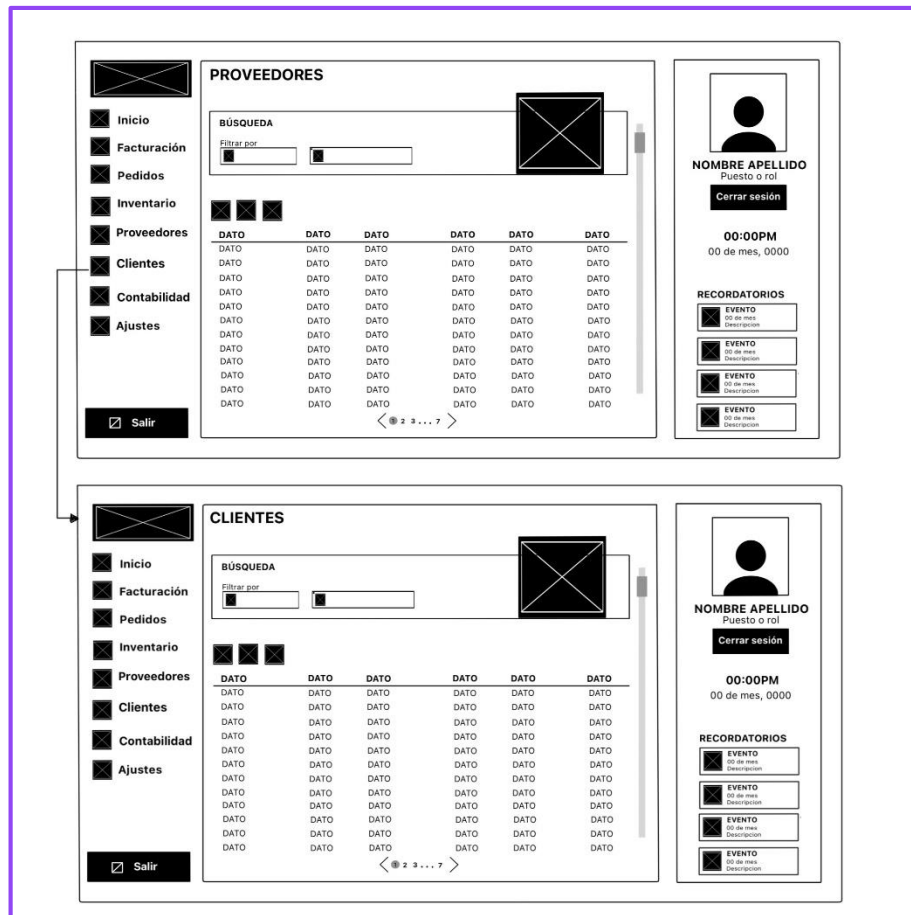 PROVEEDORES
Inicio
Facturación
Pedidos
Inventario
Proveedores
Clientes
Contabilidad
Ajustes
Salir
BÚSQUEDA
Filtrar por
DATO DATO DATO DATO DATO DATO
DATO DATO DATO DATO DATO DATO
DATO DATO DATO DATO DATO DATO
DATO DATO DATO DATO DATO DATO
DATO DATO DATO DATO DATO DATO
DATO DATO DATO DATO DATO DATO
DATO DATO DATO DATO DATO DATO
DATO DATO DATO DATO DATO DATO
DATO DATO DATO DATO DATO DATO
DATO DATO DATO DATO DATO DATO
DATO DATO DATO DATO DATO DATO
DATO DATO DATO DATO DATO DATO
DATO DATO DATO DATO DATO DATO
1 2 3 . . . 7
NOMBRE APELLIDO
Puesto o rol
Cerrar sesión
00:00PM
00 de mes, 0000
RECORDATORIOS
EVENTO
00 de mes
Descripcion
EVENTO
00 de mes
Descripcion
EVENTO
00 de mes
Descripcion
EVENTO
00 de mes
Descripcion
CLIENTES
Inicio
Facturación
Pedidos
Inventario
Proveedores
Clientes
Contabilidad
Ajustes
Salir
BÚSQUEDA
Filtrar por
DATO DATO DATO DATO DATO DATO
DATO DATO DATO DATO DATO DATO
DATO DATO DATO DATO DATO DATO
DATO DATO DATO DATO DATO DATO
DATO DATO DATO DATO DATO DATO
DATO DATO DATO DATO DATO DATO
DATO DATO DATO DATO DATO DATO
DATO DATO DATO DATO DATO DATO
DATO DATO DATO DATO DATO DATO
DATO DATO DATO DATO DATO DATO
DATO DATO DATO DATO DATO DATO
DATO DATO DATO DATO DATO DATO
DATO DATO DATO DATO DATO DATO
1 2 3 . . . 7
NOMBRE APELLIDO
Puesto o rol
Cerrar sesión
00:00PM
00 de mes, 0000
RECORDATORIOS
EVENTO
00 de mes
Descripcion
EVENTO
00 de mes
Descripcion
EVENTO
00 de mes
Descripcion
EVENTO
00 de mes
Descripcion